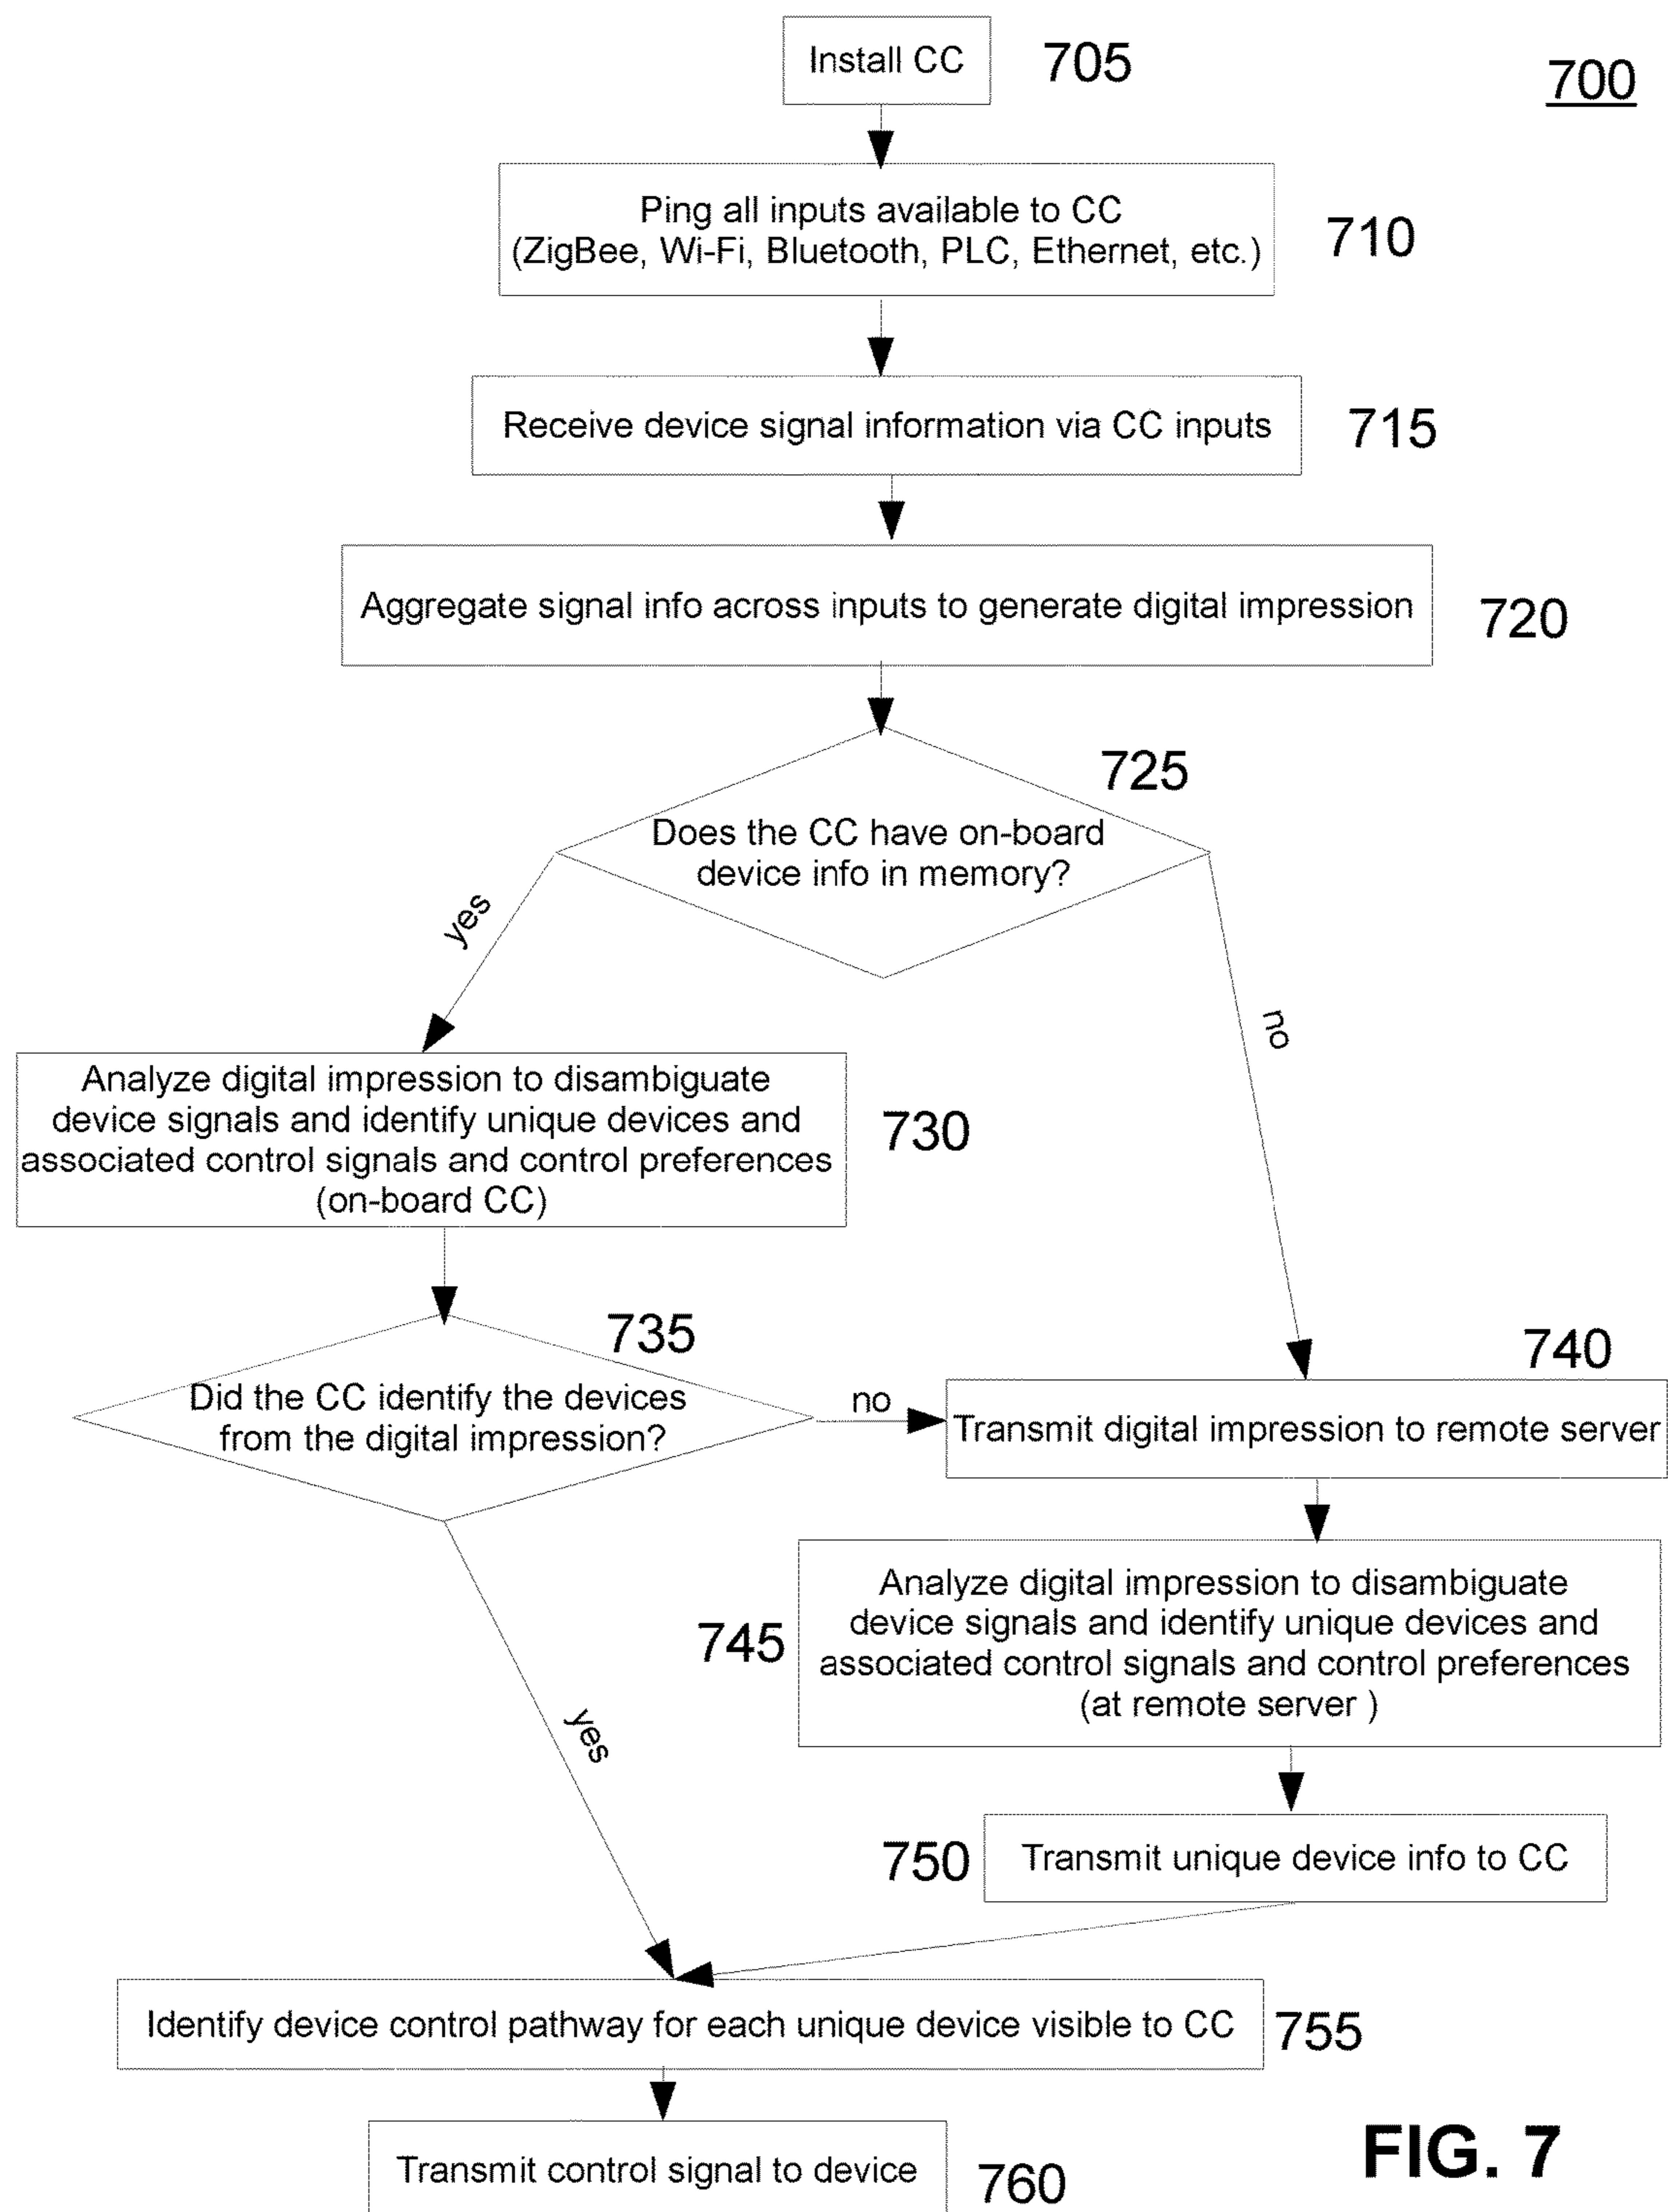 Install CC
705
700
Ping all inputs available to CC
(ZigBee, Wi-Fi, Bluetooth, PLC, Ethernet, etc.)
710
Receive device signal information via CC inputs
715
Aggregate signal info across inputs to generate digital impression
720
725
Does the CC have on-board
device info in memory?
yes
no
Analyze digital impression to disambiguate
device signals and identify unique devices and
associated control signals and control preferences
(on-board CC)
730
735
Did the CC identify the devices
from the digital impression?
no
740
Transmit digital impression to remote server
745
Analyze digital impression to disambiguate
device signals and identify unique devices and
associated control signals and control preferences
(at remote server )
yes
750
Transmit unique device info to CC
Identify device control pathway for each unique device visible to CC
755
Transmit control signal to device
760
FIG. 7